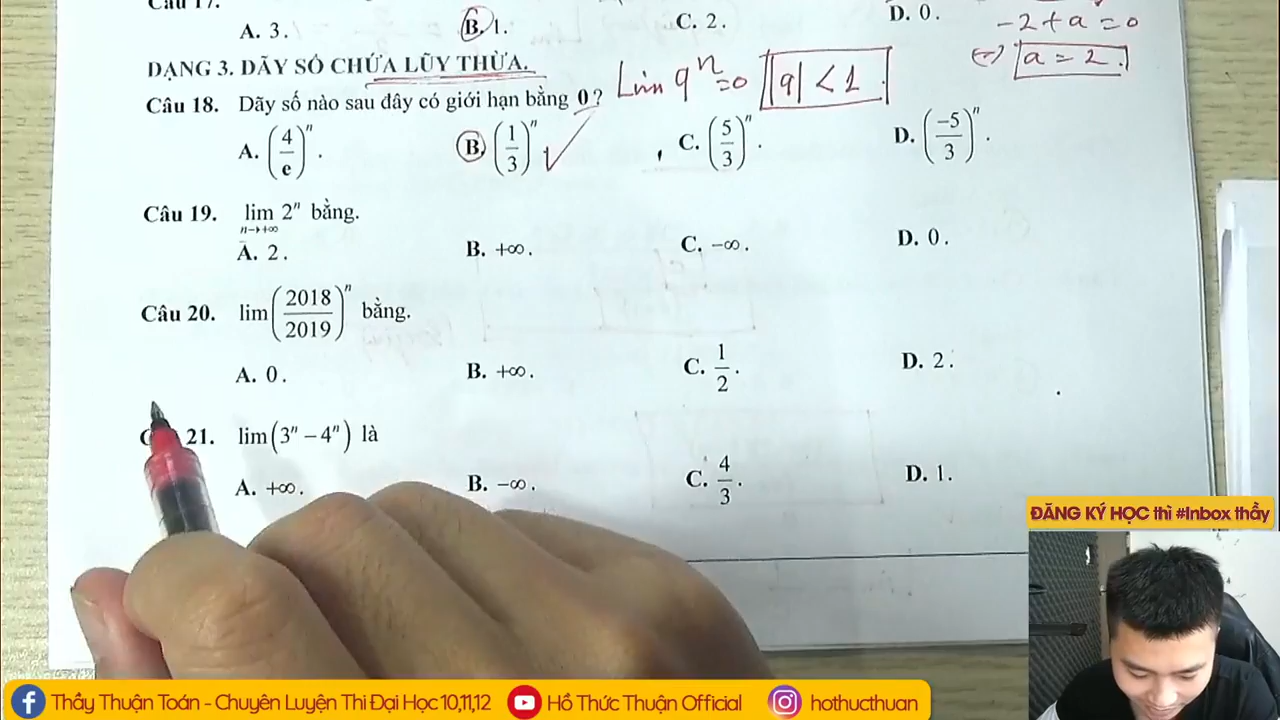 Câu 17.
A. 3. B. 1. C. 2. D. 0.
-2 + a = 0
(=) a = 2.
DẠNG 3. DÃY SỐ CHỨA LŨY THỪA.
Lim qⁿ = 0 |q| < 1.
Câu 18. Dãy số nào sau đây có giới hạn bằng 0?
A. (4/e)ⁿ. B. (1/3)ⁿ C. (5/3)ⁿ. D. (-5/3)ⁿ.
Câu 19. lim n→+∞ 2ⁿ bằng.
A. 2. B. +∞. C. -∞. D. 0.
Câu 20. lim(2018/2019)ⁿ bằng.
A. 0. B. +∞. C. 1/2. D. 2.
21. lim(3ⁿ - 4ⁿ) là
A. +∞. B. -∞. C. 4/3. D. 1.
ĐĂNG KÝ HỌC thì #Inbox thầy
Thầy Thuận Toán - Chuyên Luyện Thi Đại Học 10,11,12 Hồ Thức Thuận Official hothucthuan